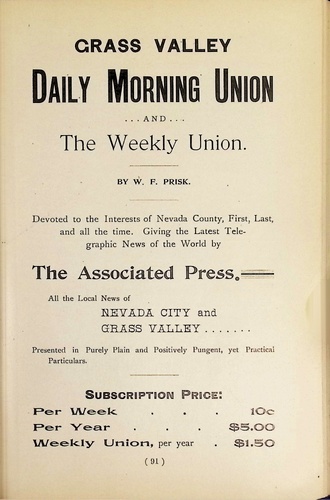 GRASS VALLEY
DAILY MORNING UNION
...AND...
The Weekly Union.
BY W. F. PRISK.
Devoted to the Interests of Nevada County, First, Last,
and all the time. Giving the Latest Tele-
graphic News of the World by
The Associated Press.
All the Local News of
NEVADA CITY and
GRASS VALLEY.......
Presented in Purely Plain and Positively Pungent, yet Practical
Particulars.
SUBSCRIPTION PRICE:
Per Week . . . 10c
Per Year . . . $5.00
Weekly Union, per year . $1.50
(91)